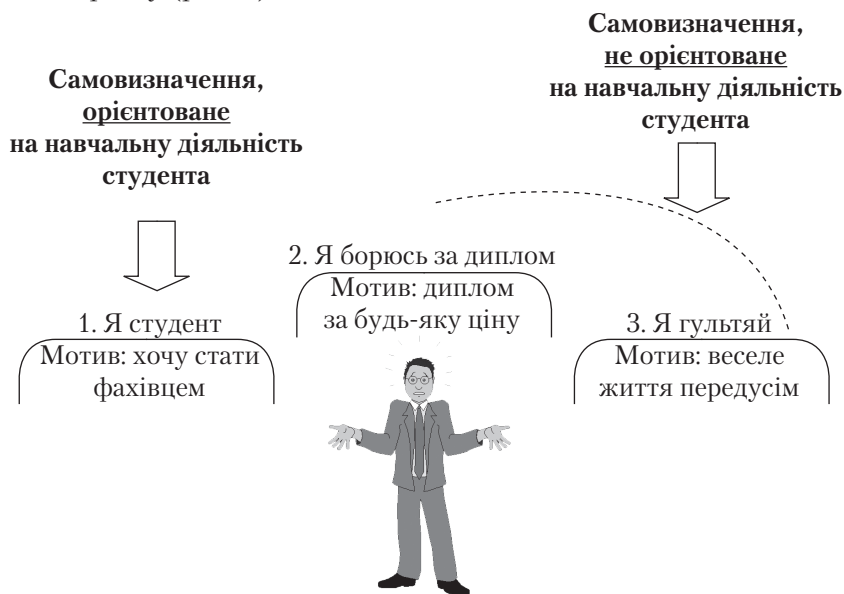 Самовизначення,
орієнтоване
на навчальну діяльність
студента
Самовизначення,
не орієнтоване
на навчальну діяльність
студента
2. Я борюсь за диплом
Мотив: диплом
за будь-яку ціну
1. Я студент
Мотив: хочу стати
фахівцем
3. Я гультяй
Мотив: веселе
життя передусім